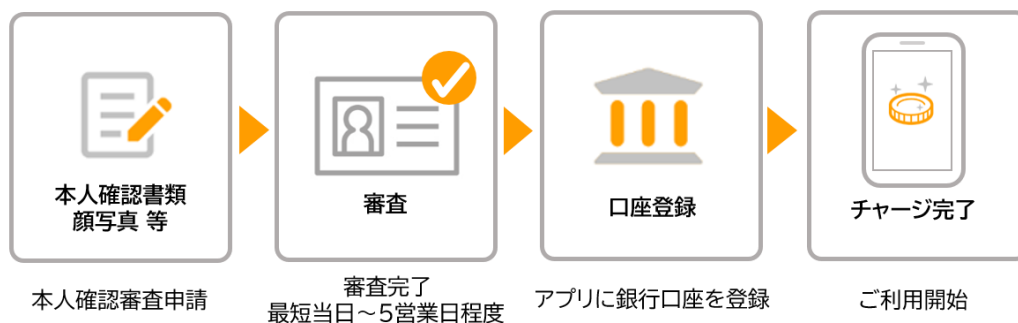 本人確認書類
顔写真 等
本人確認審査申請
審査
審査完了
最短当日～5営業日程度
口座登録
アプリに銀行口座を登録
チャージ完了
ご利用開始